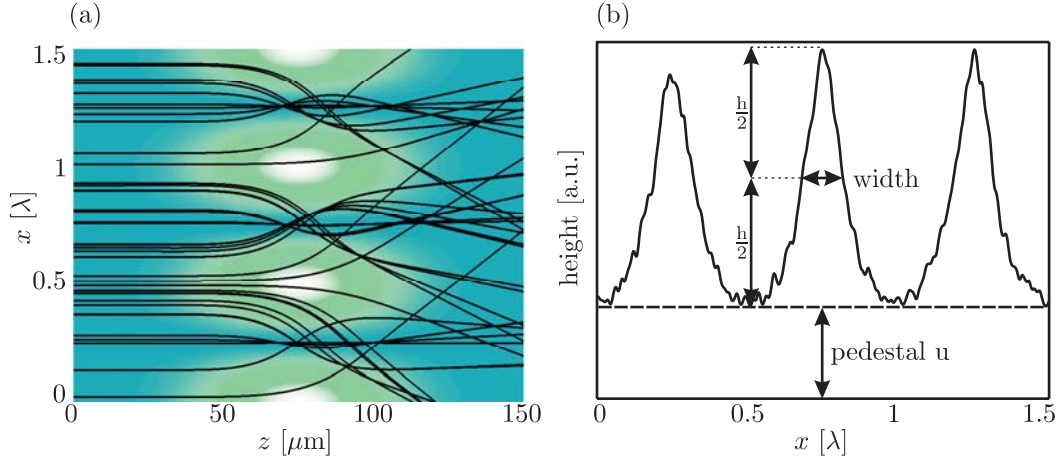 (a)
1.5
1
0.5
0
x [λ]
0
50
100
150
z [μm]
(b)
height [a.u.]
h/2
h/2
width
pedestal u
0
0.5
1
1.5
x [λ]